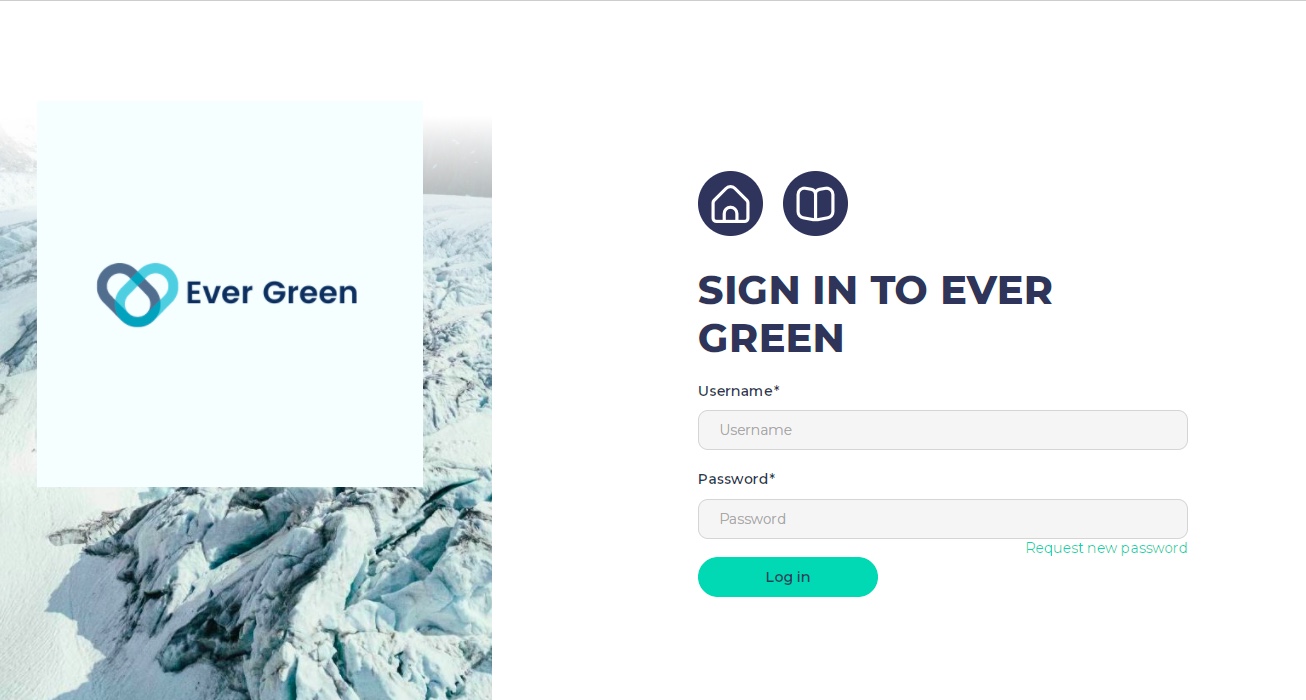 Ever Green
SIGN IN TO EVER
GREEN
Username*
Username
Password*
Password
Request new password
Log in